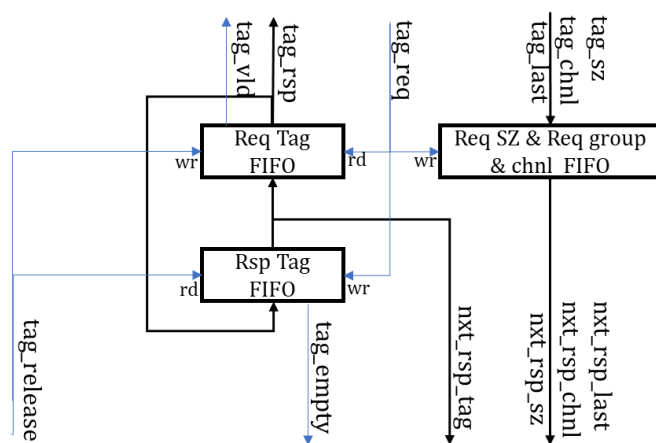 tag_vld
tag_rsp
tag_req
tag_last
tag_chnl
tag_sz
Req Tag
FIFO
wr
rd
Req SZ & Req group
& chnl FIFO
wr
Rsp Tag
FIFO
rd
wr
tag_release
tag_empty
nxt_rsp_tag
nxt_rsp_sz
nxt_rsp_chnl
nxt_rsp_last